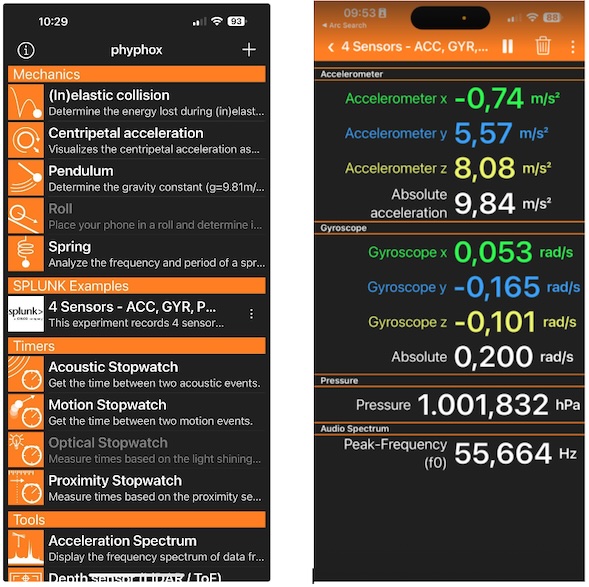 10:29
93
phyphox
Mechanics
(In)elastic collision
Determine the energy lost during (in)elast...
Centripetal acceleration
Visualizes the centripetal acceleration as...
Pendulum
Determine the gravity constant (g=9.81m/...
Roll
Place your phone in a roll and determine i...
Spring
Analyze the frequency and period of a spr...
SPLUNK Examples
splunk>
4 Sensors - ACC, GYR, P...
This experiment records 4 sensor...
Timers
Acoustic Stopwatch
Get the time between two acoustic events.
Motion Stopwatch
Get the time between two motion events.
Optical Stopwatch
Measure times based on the light shining...
Proximity Stopwatch
Measure times based on the proximity se...
Tools
Acceleration Spectrum
Display the frequency spectrum of data fr...
Depth sensor (LIDAR / ToF)
09:53
88
Arc Search
4 Sensors - ACC, GYR,...
Accelerometer
Accelerometer x -0,74 m/s²
Accelerometer y 5,57 m/s²
Accelerometer z 8,08 m/s²
Absolute
acceleration 9,84 m/s²
Gyroscope
Gyroscope x 0,053 rad/s
Gyroscope y -0,165 rad/s
Gyroscope z -0,101 rad/s
Absolute 0,200 rad/s
Pressure
Pressure 1.001,832 hPa
Audio Spectrum
Peak-Frequency
(f0) 55,664 Hz